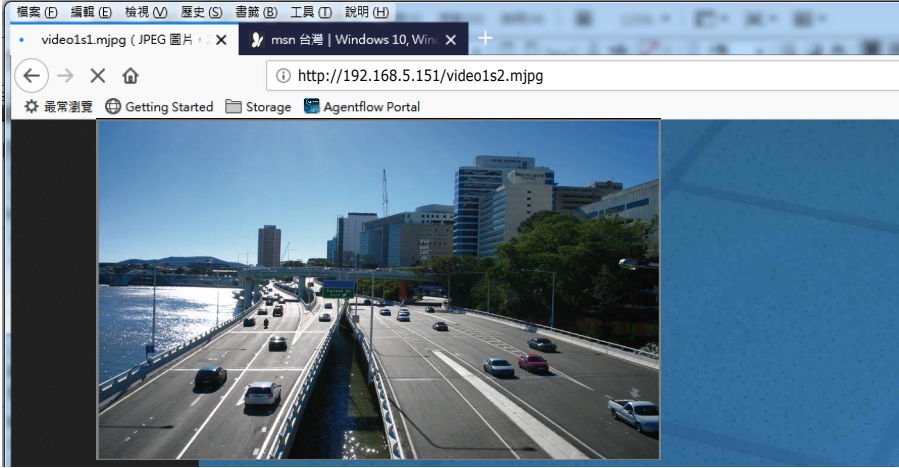 檔案 (F) 編輯 (E) 檢視 (V) 歷史 (S) 書籤 (B) 工具 (T) 說明 (H)
video1s1.mjpg ( JPEG 圖片， × msn 台灣 | Windows 10, Win ×
http://192.168.5.151/video1s2.mjpg
最常瀏覽 Getting Started Storage Agentflow Portal
Mercure